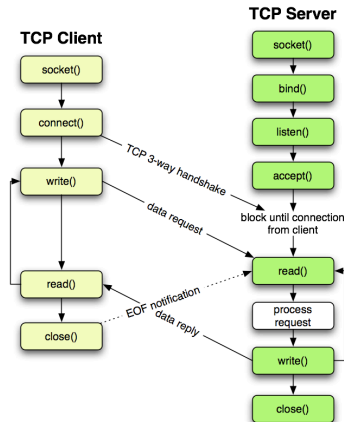 TCP Client
socket()
connect()
write()
read()
close()
TCP 3-way handshake
data request
EOF notification
data reply
TCP Server
socket()
bind()
listen()
accept()
block until connection
from client
read()
process
request
write()
close()